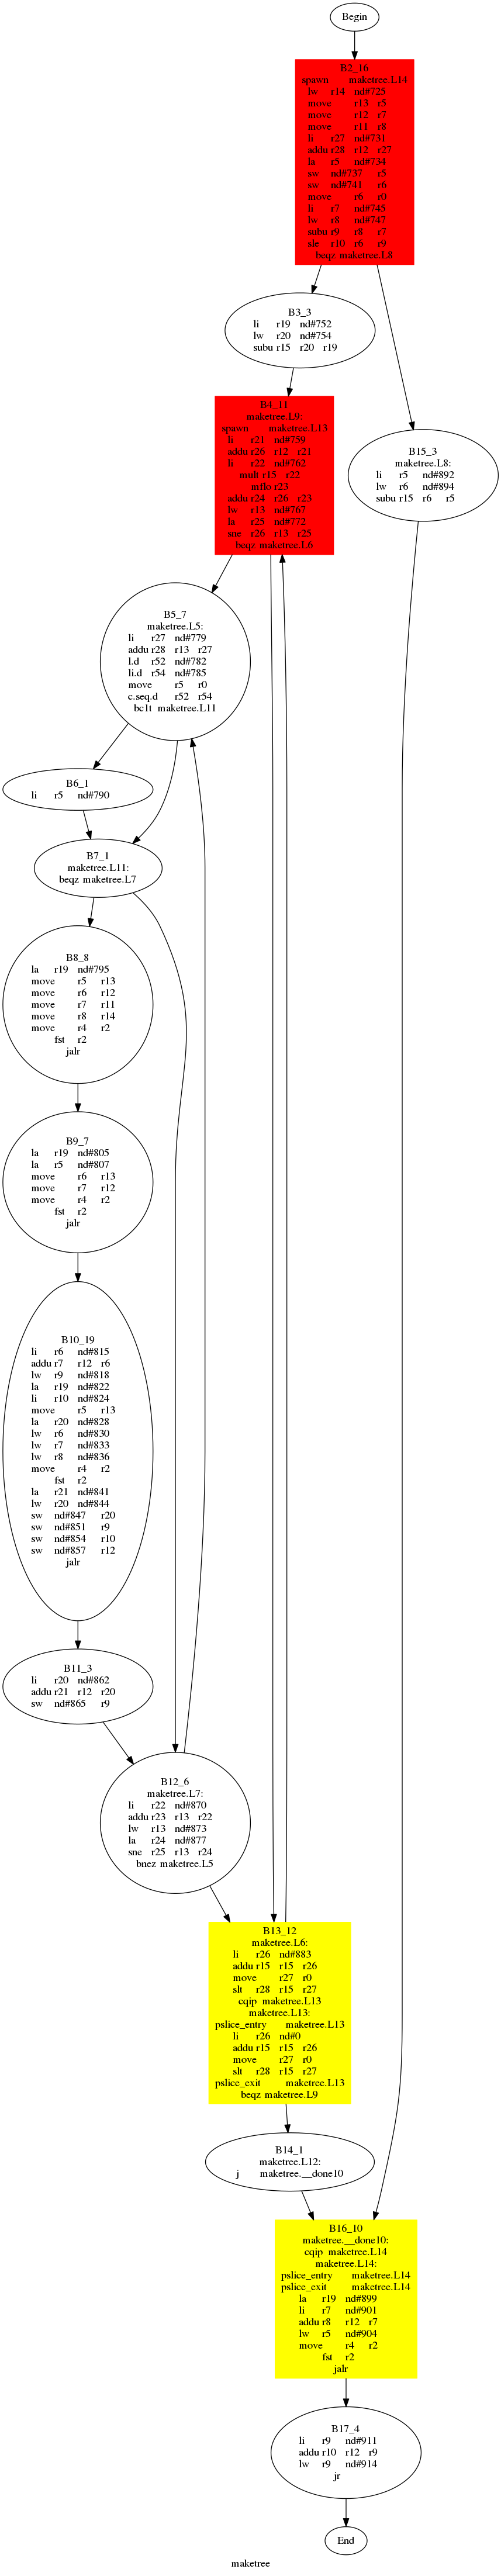 Begin
B2_16
spawn maketree.L14
lw r14 nd#725
move r13 r5
move r12 r7
move r11 r8
li r27 nd#731
addu r28 r12 r27
la r5 nd#734
sw nd#737 r5
sw nd#741 r6
move r6 r0
li r7 nd#745
lw r8 nd#747
subu r9 r8 r7
sle r10 r6 r9
beqz maketree.L8
B3_3
li r19 nd#752
lw r20 nd#754
subu r15 r20 r19
B4_11
maketree.L9:
spawn maketree.L13
li r21 nd#759
addu r26 r12 r21
li r22 nd#762
mult r15 r22
mflo r23
addu r24 r26 r23
lw r13 nd#767
la r25 nd#772
sne r26 r13 r25
beqz maketree.L6
B15_3
maketree.L8:
li r5 nd#892
lw r6 nd#894
subu r15 r6 r5
B5_7
maketree.L5:
li r27 nd#779
addu r28 r13 r27
l.d r52 nd#782
li.d r54 nd#785
move r5 r0
c.seq.d r52 r54
bc1t maketree.L11
B6_1
li r5 nd#790
B7_1
maketree.L11:
beqz maketree.L7
B8_8
la r19 nd#795
move r5 r13
move r6 r12
move r7 r11
move r8 r14
move r4 r2
fst r2
jalr
B9_7
la r19 nd#805
la r5 nd#807
move r6 r13
move r7 r12
move r4 r2
fst r2
jalr
B10_19
li r6 nd#815
addu r7 r12 r6
lw r9 nd#818
la r19 nd#822
li r10 nd#824
move r5 r13
la r20 nd#828
lw r6 nd#830
lw r7 nd#833
lw r8 nd#836
move r4 r2
fst r2
la r21 nd#841
lw r20 nd#844
sw nd#847 r20
sw nd#851 r9
sw nd#854 r10
sw nd#857 r12
jalr
B11_3
li r20 nd#862
addu r21 r12 r20
sw nd#865 r9
B12_6
maketree.L7:
li r22 nd#870
addu r23 r13 r22
lw r13 nd#873
la r24 nd#877
sne r25 r13 r24
bnez maketree.L5
B13_12
maketree.L6:
li r26 nd#883
addu r15 r15 r26
move r27 r0
slt r28 r15 r27
cqip maketree.L13
maketree.L13:
pslice_entry maketree.L13
li r26 nd#0
addu r15 r15 r26
move r27 r0
slt r28 r15 r27
pslice_exit maketree.L13
beqz maketree.L9
B14_1
maketree.L12:
j maketree.__done10
B16_10
maketree.__done10:
cqip maketree.L14
maketree.L14:
pslice_entry maketree.L14
pslice_exit maketree.L14
la r19 nd#899
li r7 nd#901
addu r8 r12 r7
lw r5 nd#904
move r4 r2
fst r2
jalr
B17_4
li r9 nd#911
addu r10 r12 r9
lw r9 nd#914
jr
End
maketree